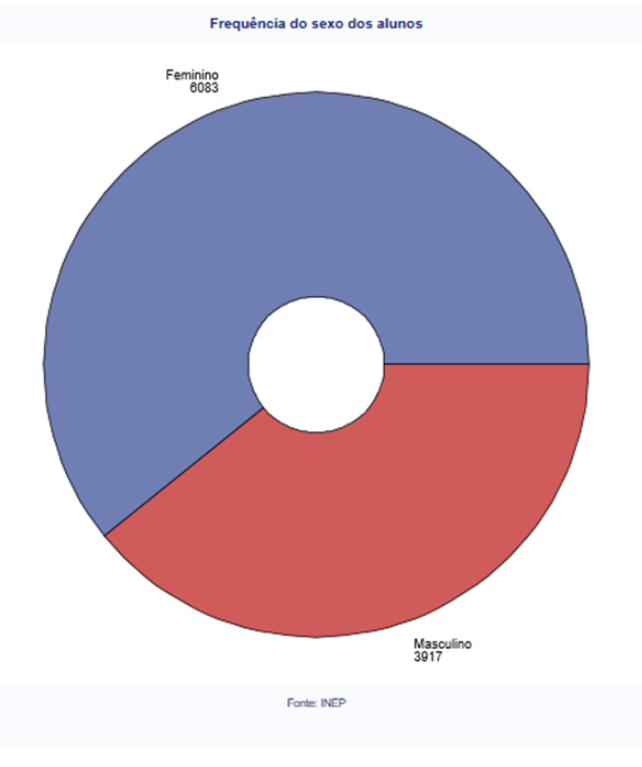 Frequência do sexo dos alunos
Feminino
6083
Masculino
3917
Fonte: INEP